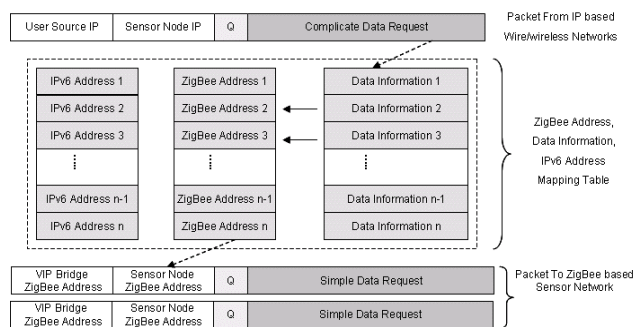 User Source IP Sensor Node IP Q Complicate Data Request
Packet From IP based
Wire/wireless Networks
IPv6 Address 1 ZigBee Address 1 Data Information 1
IPv6 Address 2 ZigBee Address 2 Data Information 2
IPv6 Address 3 ZigBee Address 3 Data Information 3
IPv6 Address n-1 ZigBee Address n-1 Data Information n-1
IPv6 Address n ZigBee Address n Data Information n
ZigBee Address,
Data Information,
IPv6 Address
Mapping Table
VIP Bridge
ZigBee Address
Sensor Node
ZigBee Address
Q
Simple Data Request
VIP Bridge
ZigBee Address
Sensor Node
ZigBee Address
Q
Simple Data Request
Packet To ZigBee based
Sensor Network